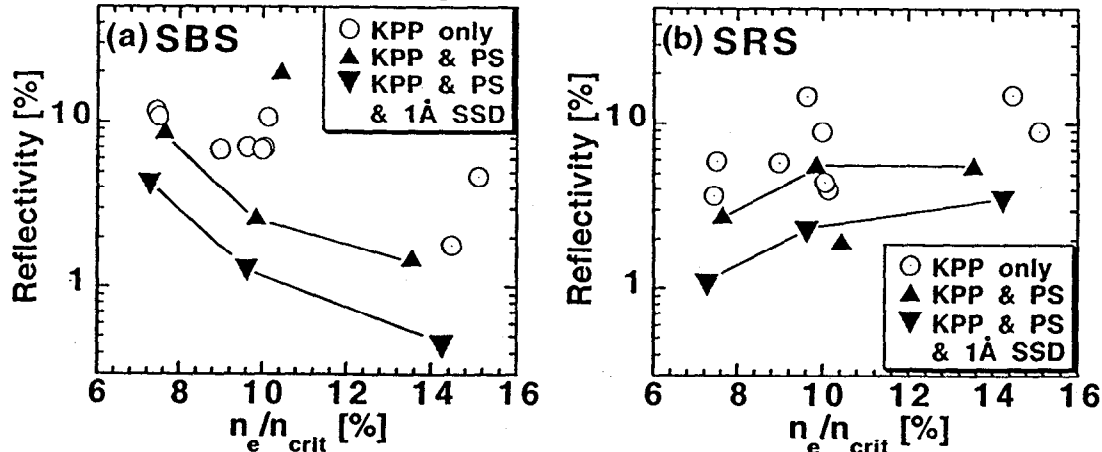 (a) SBS
KPP only
KPP & PS
KPP & PS
& 1Å SSD
Reflectivity [%]
10
1
6 8 10 12 14 16
n_e/n_crit [%]
(b) SRS
KPP only
KPP & PS
KPP & PS
& 1Å SSD
Reflectivity [%]
10
1
6 8 10 12 14 16
n_e/n_crit [%]